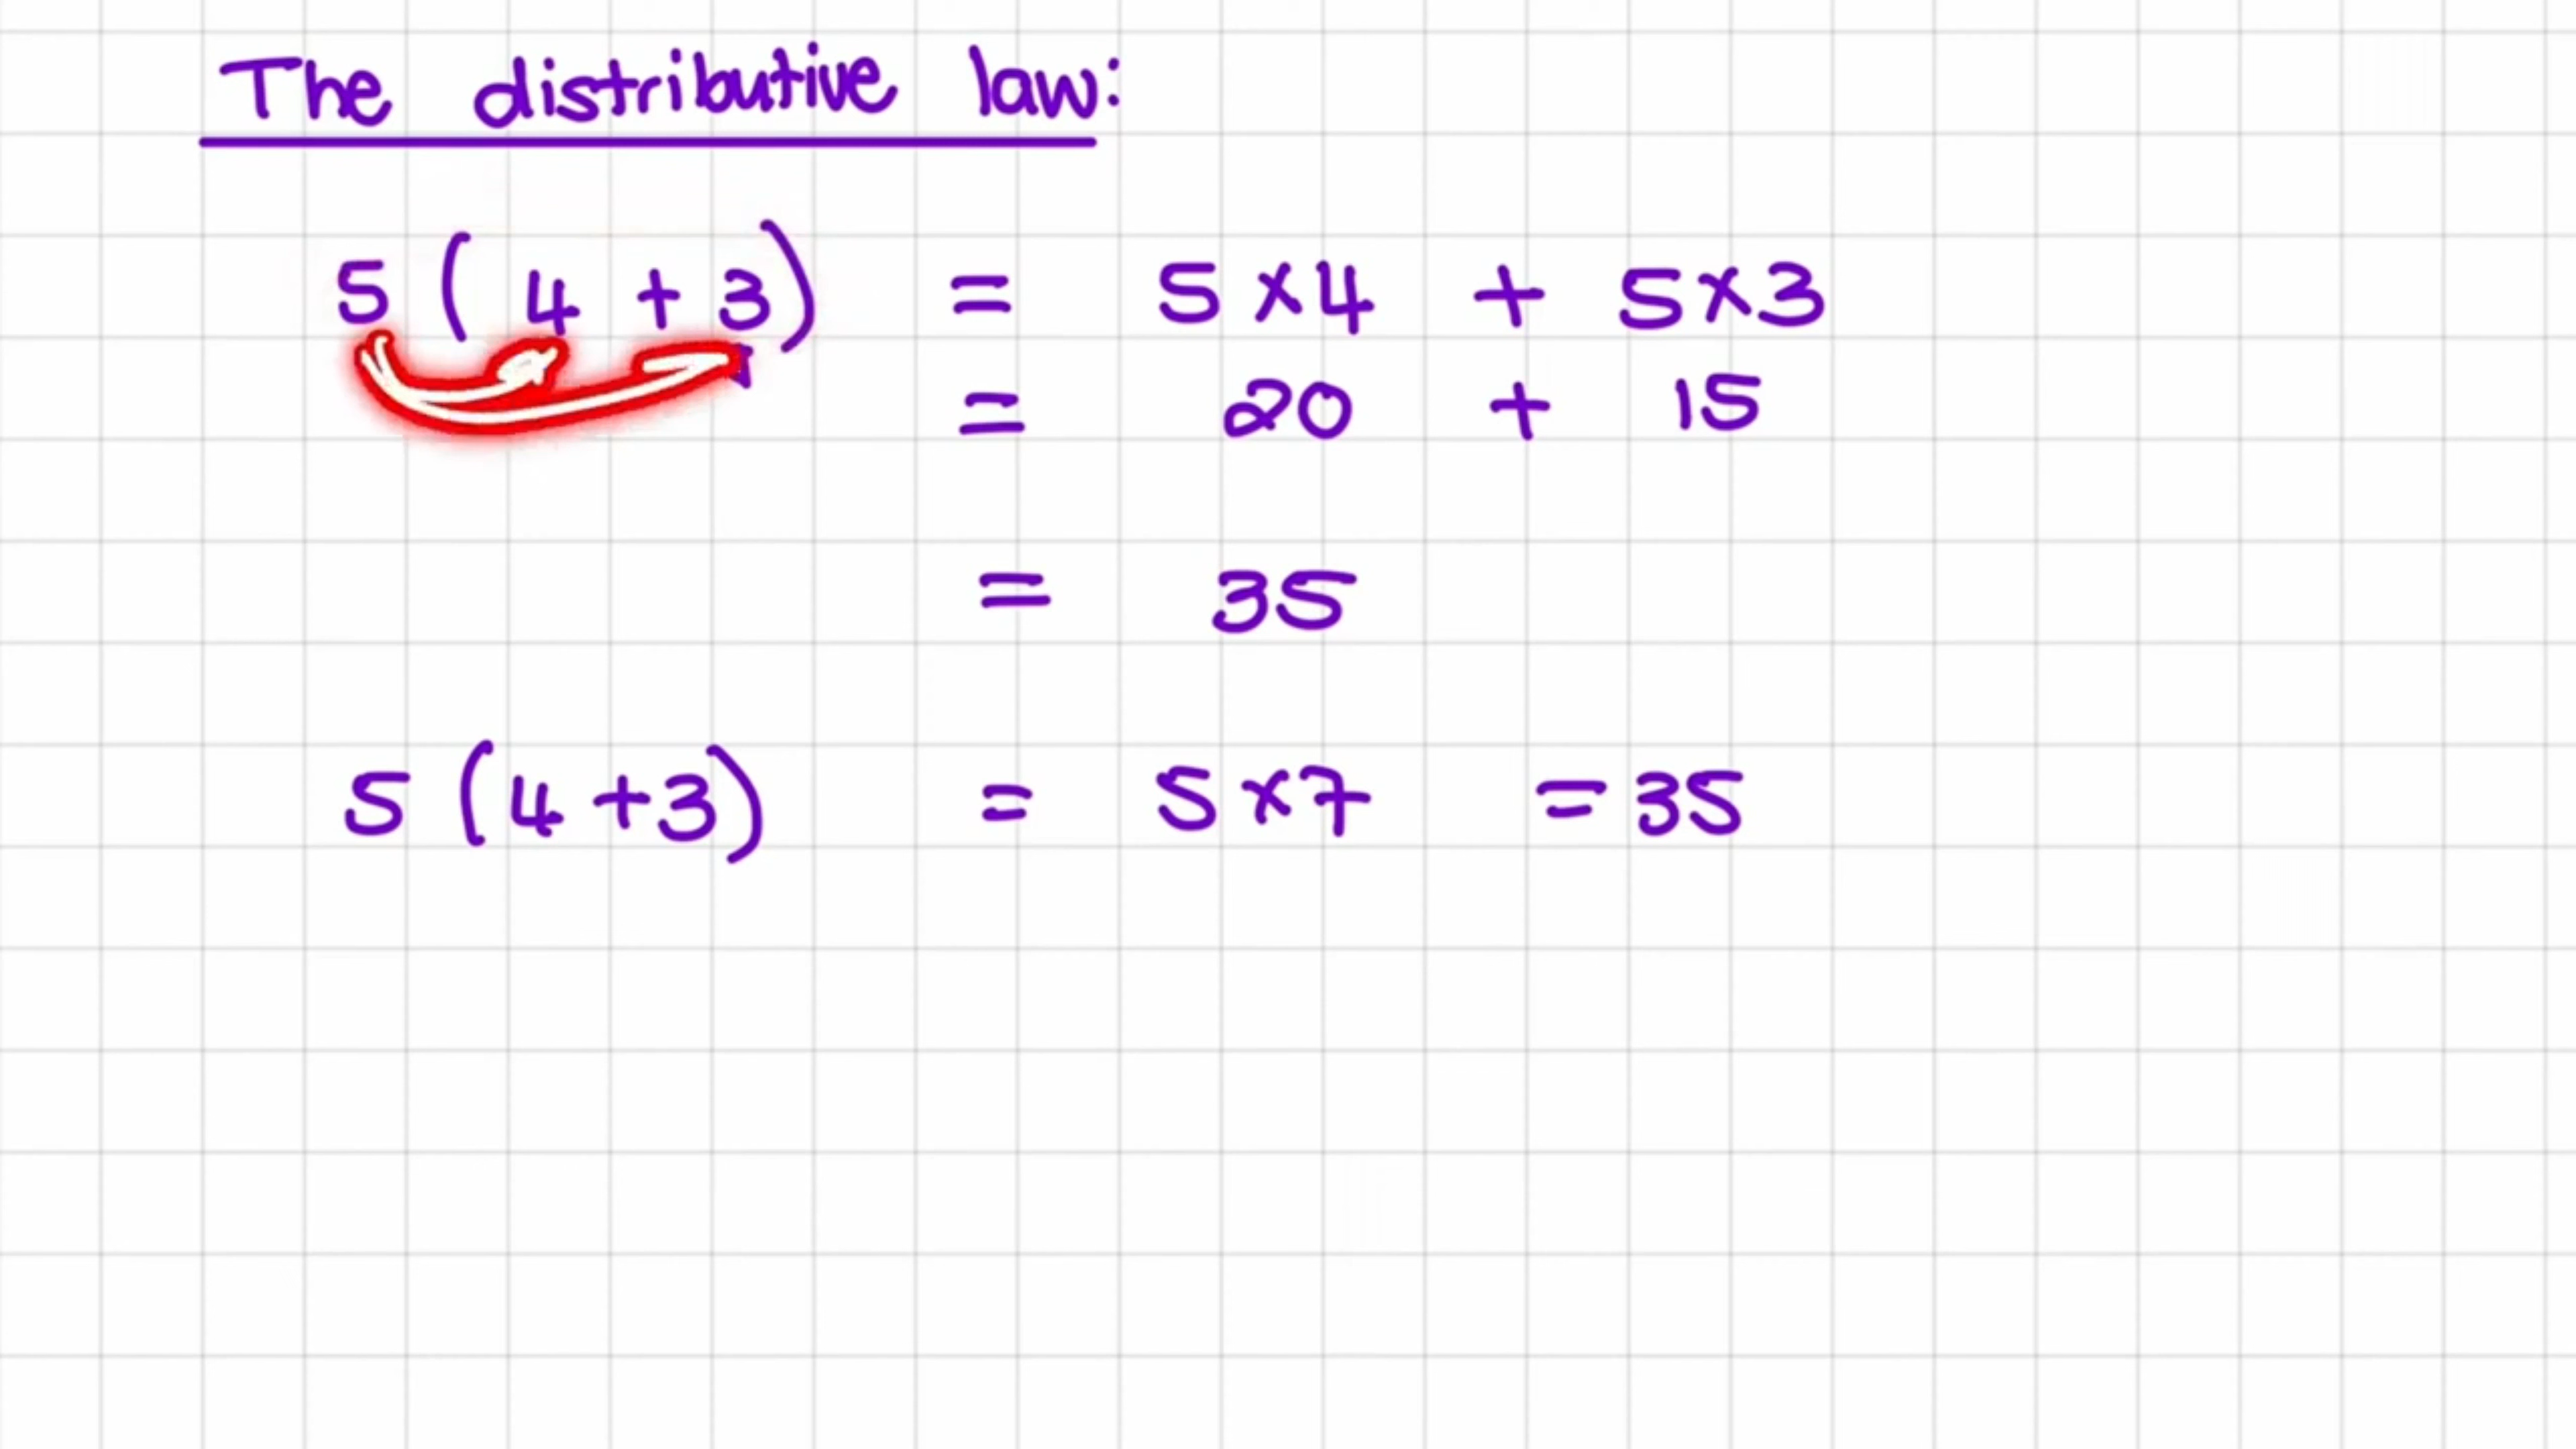 The distributive law:
5 ( 4 + 3 ) = 5 × 4 + 5 × 3
= 20 + 15
= 35
5 ( 4 + 3 ) = 5 × 7 = 35